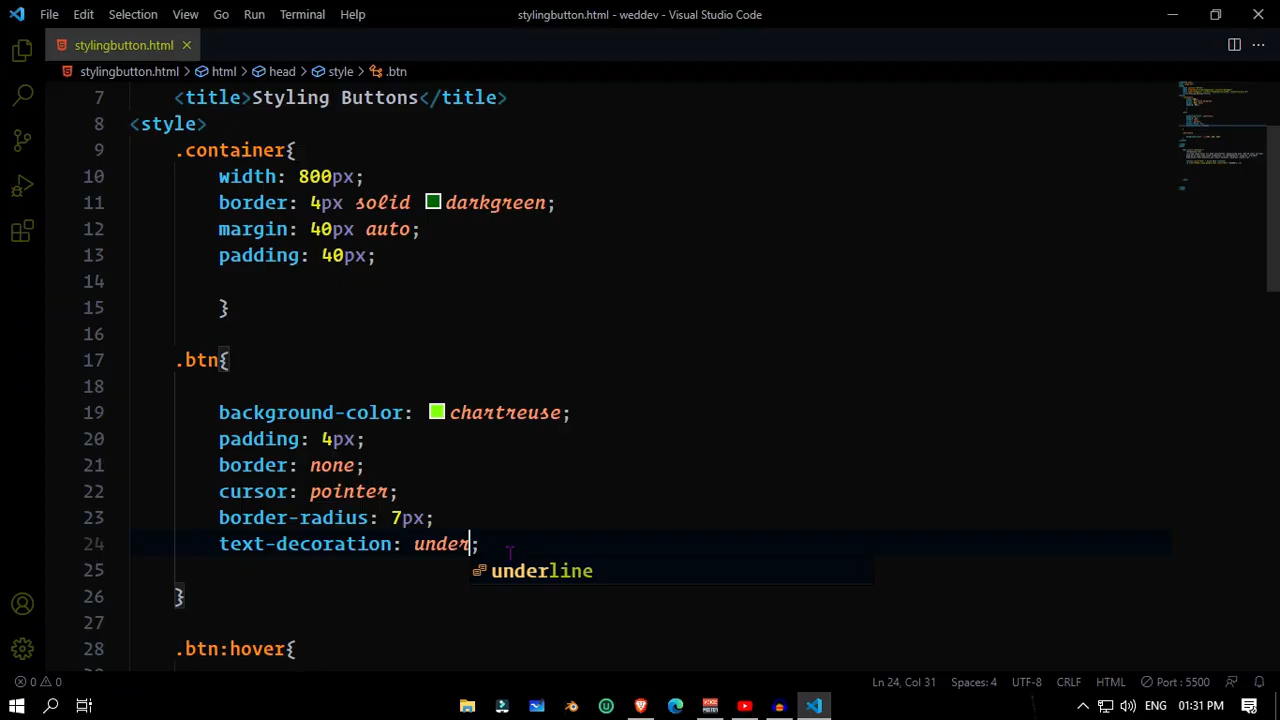 File Edit Selection View Go Run Terminal Help stylingbutton.html - weddev - Visual Studio Code
stylingbutton.html
stylingbutton.html > html > head > style > .btn
7 <title>Styling Buttons</title>
8 <style>
9 .container{
10 width: 800px;
11 border: 4px solid darkgreen;
12 margin: 40px auto;
13 padding: 40px;
14
15 }
16
17 .btn{
18
19 background-color: chartreuse;
20 padding: 4px;
21 border: none;
22 cursor: pointer;
23 border-radius: 7px;
24 text-decoration: under;
underline
25
26 }
27
28 .btn:hover{
0 0 Ln 24, Col 31 Spaces: 4 UTF-8 CRLF HTML Port : 5500
ENG 01:31 PM